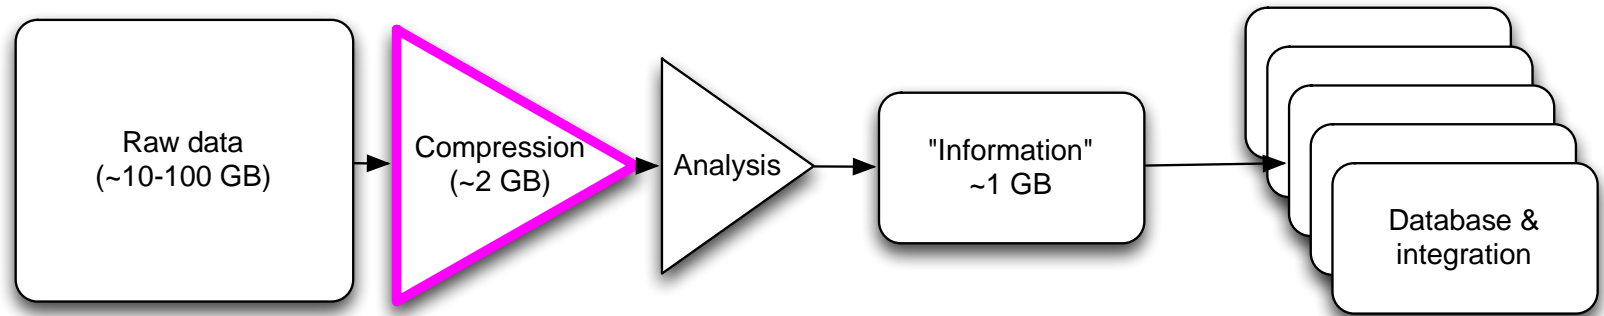 Raw data
(~10-100 GB)
Compression
(~2 GB)
Analysis
"Information"
~1 GB
Database &
integration